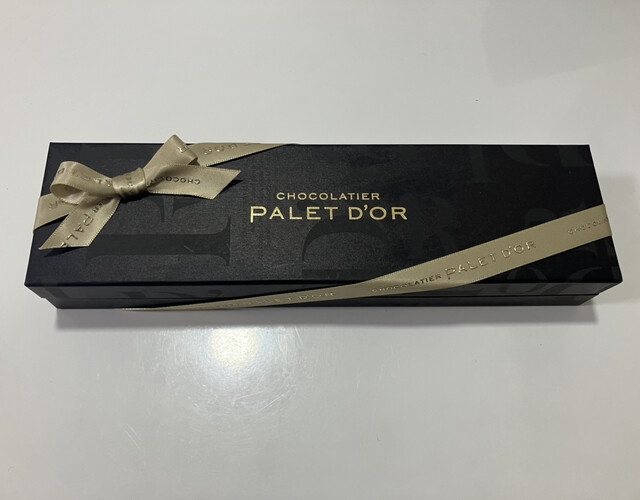 CHOCOLATIER
PALET D'OR
CHOCOLATIER PALET D'OR